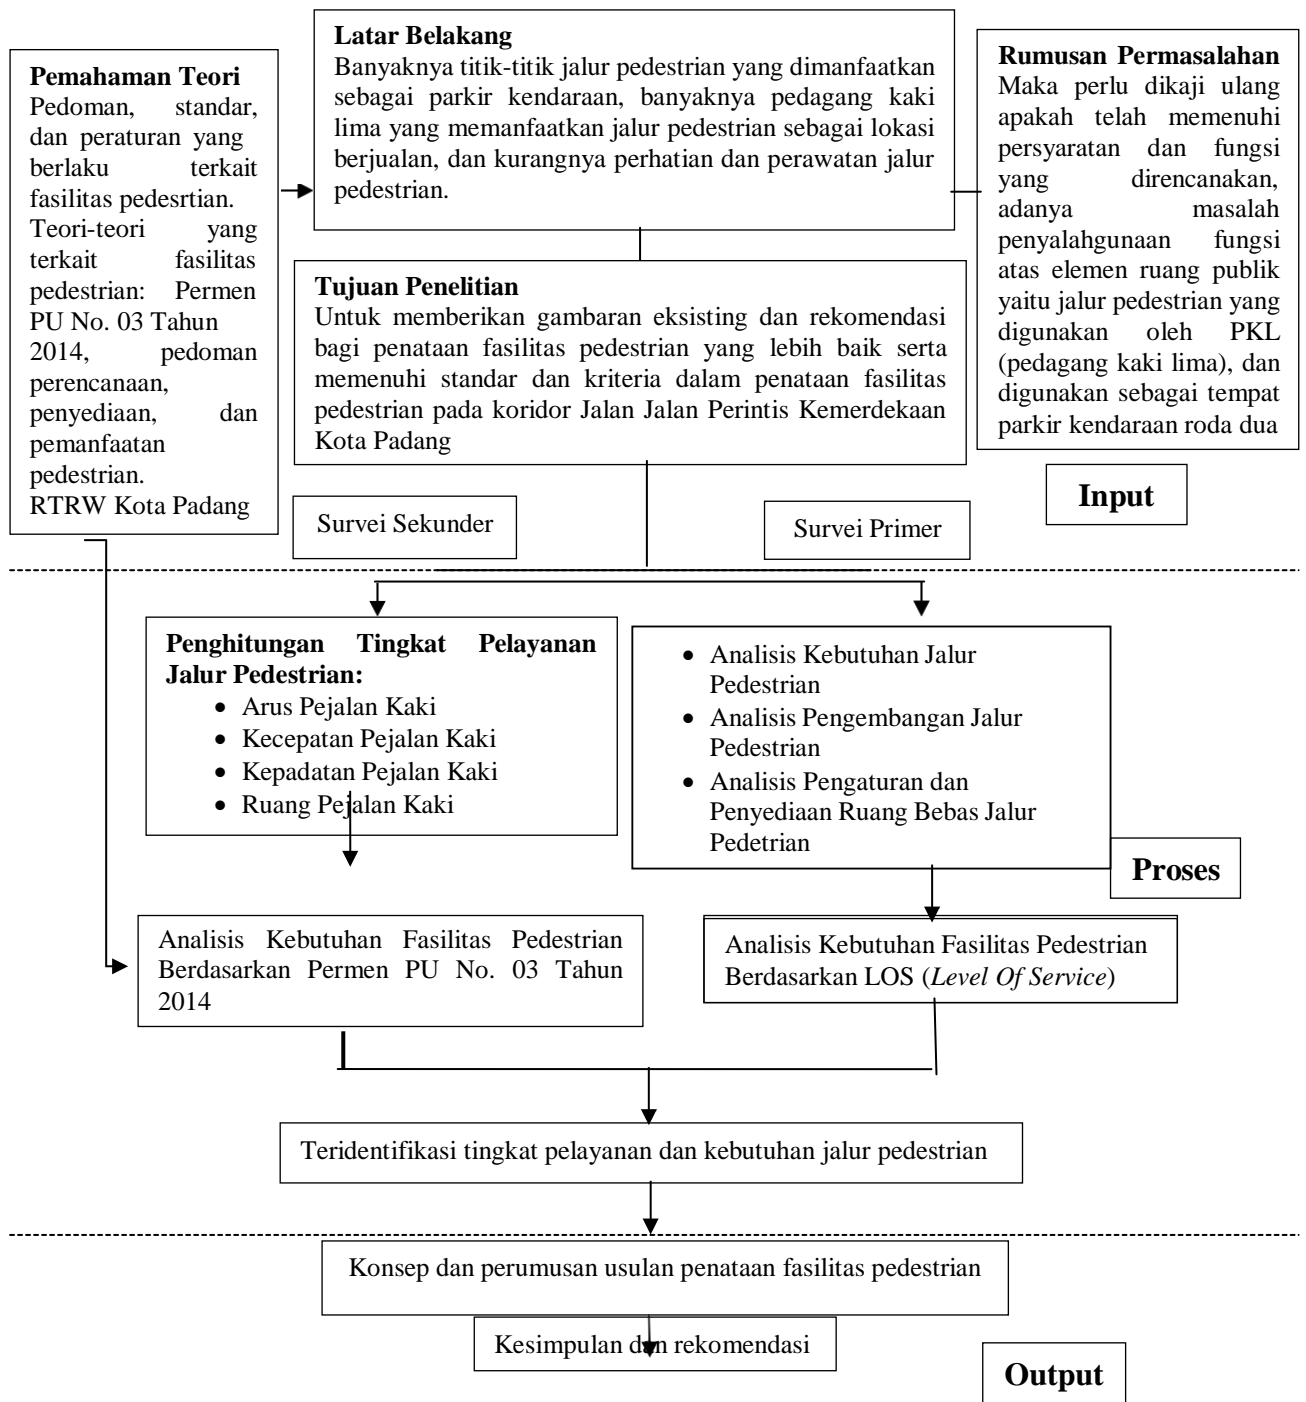 Latar Belakang
Banyaknya titik-titik jalur pedestrian yang dimanfaatkan
sebagai parkir kendaraan, banyaknya pedagang kaki
lima yang memanfaatkan jalur pedestrian sebagai lokasi
berjualan, dan kurangnya perhatian dan perawatan jalur
pedestrian.
Pemahaman Teori
Pedoman, standar,
dan peraturan yang
berlaku terkait
fasilitas pedesrtian.
Teori-teori yang
terkait fasilitas
pedestrian: Permen
PU No. 03 Tahun
2014, pedoman
perencanaan,
penyediaan, dan
pemanfaatan
pedestrian.
RTRW Kota Padang
Rumusan Permasalahan
Maka perlu dikaji ulang
apakah telah memenuhi
persyaratan dan fungsi
yang direncanakan,
adanya masalah
penyalahgunaan fungsi
atas elemen ruang publik
yaitu jalur pedestrian yang
digunakan oleh PKL
(pedagang kaki lima), dan
digunakan sebagai tempat
parkir kendaraan roda dua
Tujuan Penelitian
Untuk memberikan gambaran eksisting dan rekomendasi
bagi penataan fasilitas pedestrian yang lebih baik serta
memenuhi standar dan kriteria dalam penataan fasilitas
pedestrian pada koridor Jalan Jalan Perintis Kemerdekaan
Kota Padang
Input
Survei Sekunder
Survei Primer
Penghitungan Tingkat Pelayanan
Jalur Pedestrian:
• Arus Pejalan Kaki
• Kecepatan Pejalan Kaki
• Kepadatan Pejalan Kaki
• Ruang Pejalan Kaki
• Analisis Kebutuhan Jalur
Pedestrian
• Analisis Pengembangan Jalur
Pedestrian
• Analisis Pengaturan dan
Penyediaan Ruang Bebas Jalur
Pedetrian
Proses
Analisis Kebutuhan Fasilitas Pedestrian
Berdasarkan Permen PU No. 03 Tahun
2014
Analisis Kebutuhan Fasilitas Pedestrian
Berdasarkan LOS (Level Of Service)
Teridentifikasi tingkat pelayanan dan kebutuhan jalur pedestrian
Konsep dan perumusan usulan penataan fasilitas pedestrian
Kesimpulan dan rekomendasi
Output